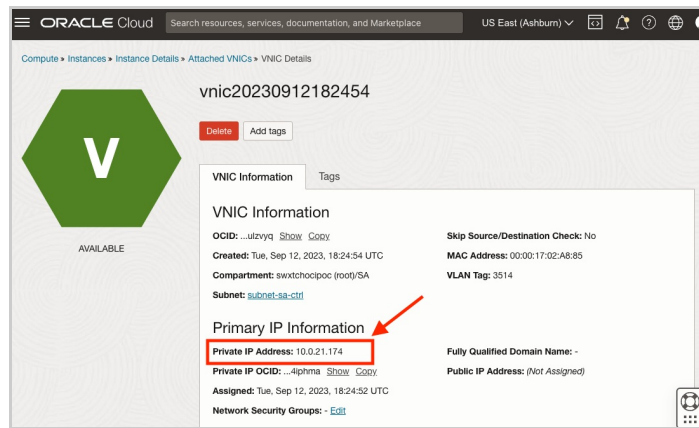 ORACLE Cloud Search resources, services, documentation, and Marketplace US East (Ashburn)
Compute » Instances » Instance Details » Attached VNICs » VNIC Details
V
AVAILABLE
vnic20230912182454
Delete Add tags
VNIC Information Tags
VNIC Information
OCID: ...ulzvyq Show Copy
Created: Tue, Sep 12, 2023, 18:24:54 UTC
Compartment: swxtchocipoc (root)/SA
Subnet: subnet-sa-ctrl
Skip Source/Destination Check: No
MAC Address: 00:00:17:02:A8:85
VLAN Tag: 3514
Primary IP Information
Private IP Address: 10.0.21.174
Private IP OCID: ...4iphma Show Copy
Assigned: Tue, Sep 12, 2023, 18:24:52 UTC
Network Security Groups: - Edit
Fully Qualified Domain Name: -
Public IP Address: (Not Assigned)